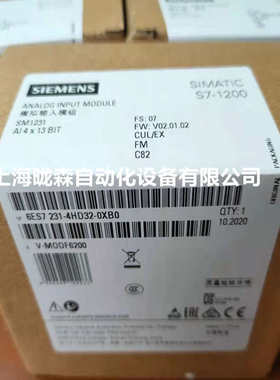 SIEMENS
SIMATIC
S7-1200
ANALOG INPUT MODULE
模拟输入模块
SM1231
AI 4 x 13 BIT
FS: 07
FW: V02.01.02
CUL/EX
FM
C82
上海陇森自动化设备有限公司
6ES7 231-4HD32-0XB0
QTY: 1
10.2020
V-MODF6200